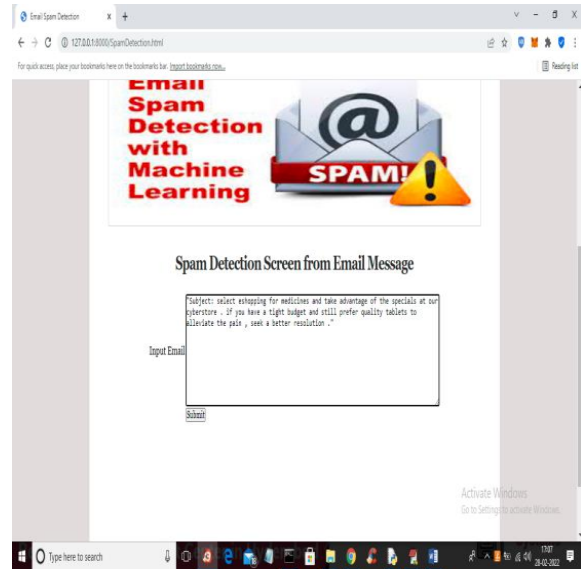 Email Spam Detection
127.0.0.1:8000/SpamDetection.html
For quick access, place your bookmarks here on the bookmarks bar. Import bookmarks now...
Reading list
Email
Spam
Detection
with
Machine
Learning
@
SPAM!
Spam Detection Screen from Email Message
Input Email
"Subject: select eshopping for medicines and take advantage of the specials at our
cyberstore . if you have a tight budget and still prefer quality tablets to
alleviate the pain , seek a better resolution ."
Submit
Activate Windows
Go to Settings to activate Windows.
Type here to search
17:07
28-02-2022